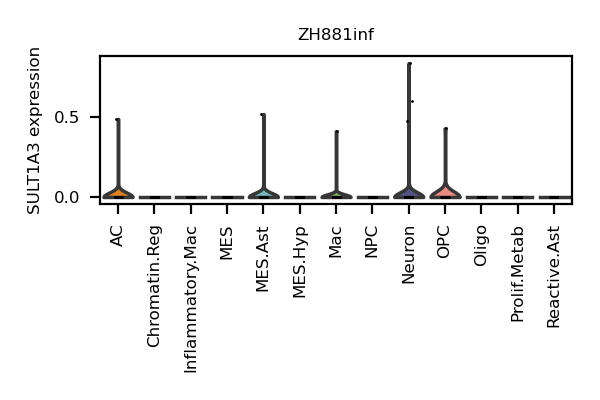 ZH881inf
SULT1A3 expression
0.5
0.0
AC
Chromatin.Reg
Inflammatory.Mac
MES
MES.Ast
MES.Hyp
Mac
NPC
Neuron
OPC
Oligo
Prolif.Metab
Reactive.Ast